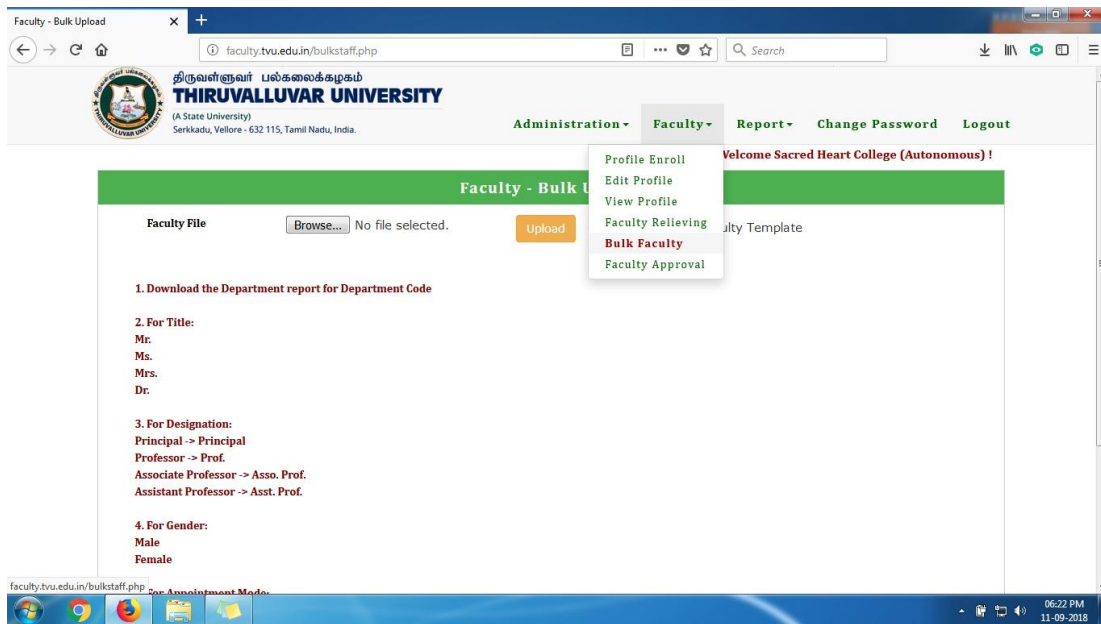 Faculty - Bulk Upload
faculty.tvu.edu.in/bulkstaff.php
Search
திருவள்ளுவர் பல்கலைக்கழகம்
THIRUVALLUVAR UNIVERSITY
(A State University)
Serkkadu, Vellore - 632 115, Tamil Nadu, India.
Administration Faculty Report Change Password Logout
Welcome Sacred Heart College (Autonomous) !
Profile Enroll
Edit Profile
View Profile
Faculty Relieving
Bulk Faculty
Faculty Approval
Faculty - Bulk U
Faculty File Browse... No file selected. Upload ulty Template
1. Download the Department report for Department Code
2. For Title:
Mr.
Ms.
Mrs.
Dr.
3. For Designation:
Principal -> Principal
Professor -> Prof.
Associate Professor -> Asso. Prof.
Assistant Professor -> Asst. Prof.
4. For Gender:
Male
Female
For Appointment Mode:
faculty.tvu.edu.in/bulkstaff.php
06:22 PM
11-09-2018